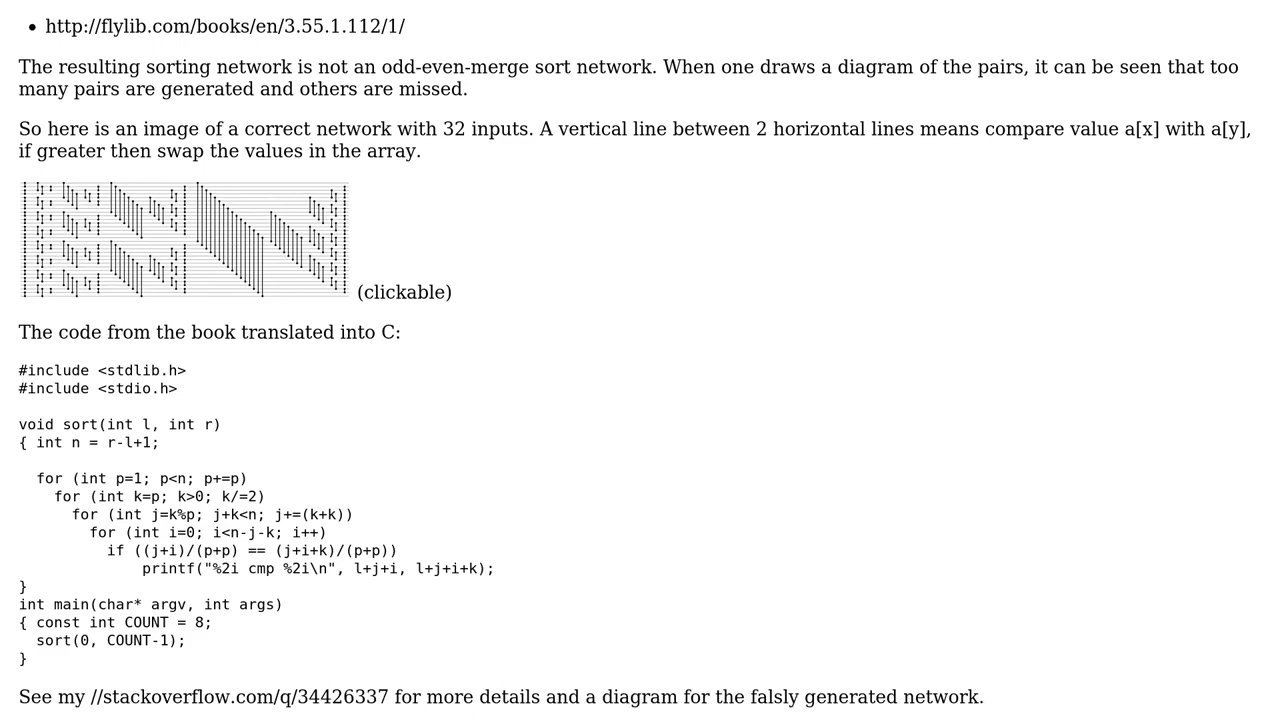 • http://flylib.com/books/en/3.55.1.112/1/
The resulting sorting network is not an odd-even-merge sort network. When one draws a diagram of the pairs, it can be seen that too
many pairs are generated and others are missed.
So here is an image of a correct network with 32 inputs. A vertical line between 2 horizontal lines means compare value a[x] with a[y],
if greater then swap the values in the array.
(clickable)
The code from the book translated into C:
#include <stdlib.h>
#include <stdio.h>
void sort(int l, int r)
{ int n = r-l+1;
  for (int p=1; p<n; p+=p)
    for (int k=p; k>0; k/=2)
      for (int j=k%p; j+k<n; j+=(k+k))
        for (int i=0; i<n-j-k; i++)
          if ((j+i)/(p+p) == (j+i+k)/(p+p))
              printf("%2i cmp %2i\n", l+j+i, l+j+i+k);
}
int main(char* argv, int args)
{ const int COUNT = 8;
  sort(0, COUNT-1);
}
See my //stackoverflow.com/q/34426337 for more details and a diagram for the falsly generated network.